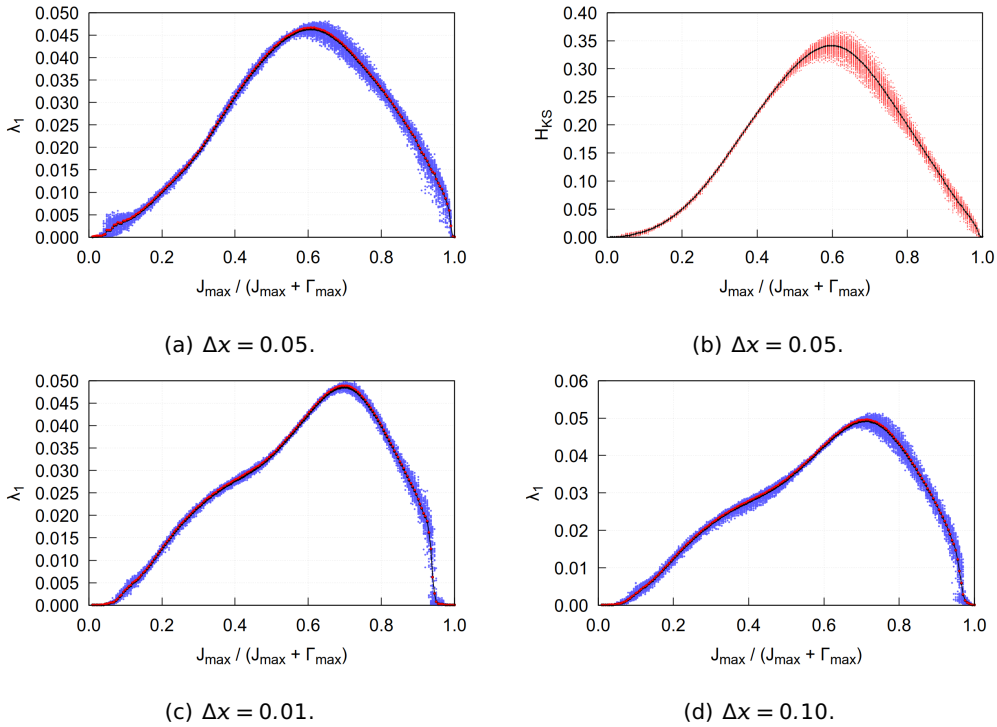 0.050
0.045
0.040
0.035
0.030
0.025
0.020
0.015
0.010
0.005
0.000
λ1
0.0 0.2 0.4 0.6 0.8 1.0
Jmax / (Jmax + Γmax)
(a) Δx = 0.05.
0.40
0.35
0.30
0.25
0.20
0.15
0.10
0.05
0.00
HKS
0.0 0.2 0.4 0.6 0.8 1.0
Jmax / (Jmax + Γmax)
(b) Δx = 0.05.
0.050
0.045
0.040
0.035
0.030
0.025
0.020
0.015
0.010
0.005
0.000
λ1
0.0 0.2 0.4 0.6 0.8 1.0
Jmax / (Jmax + Γmax)
(c) Δx = 0.01.
0.06
0.05
0.04
0.03
0.02
0.01
0.00
λ1
0.0 0.2 0.4 0.6 0.8 1.0
Jmax / (Jmax + Γmax)
(d) Δx = 0.10.